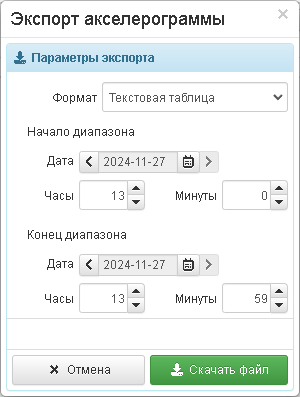 Экспорт акселерограммы
Параметры экспорта
Формат Текстовая таблица
Начало диапазона
Дата 2024-11-27
Часы 13 Минуты 0
Конец диапазона
Дата 2024-11-27
Часы 13 Минуты 59
Отмена Скачать файл